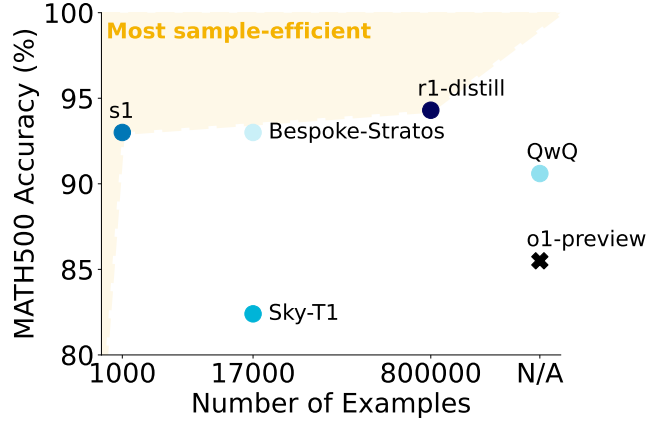 100
Most sample-efficient
r1-distill
95
s1
Bespoke-Stratos
QwQ
90
o1-preview
85
Sky-T1
80
1000 17000 800000 N/A
Number of Examples
MATH500 Accuracy (%)